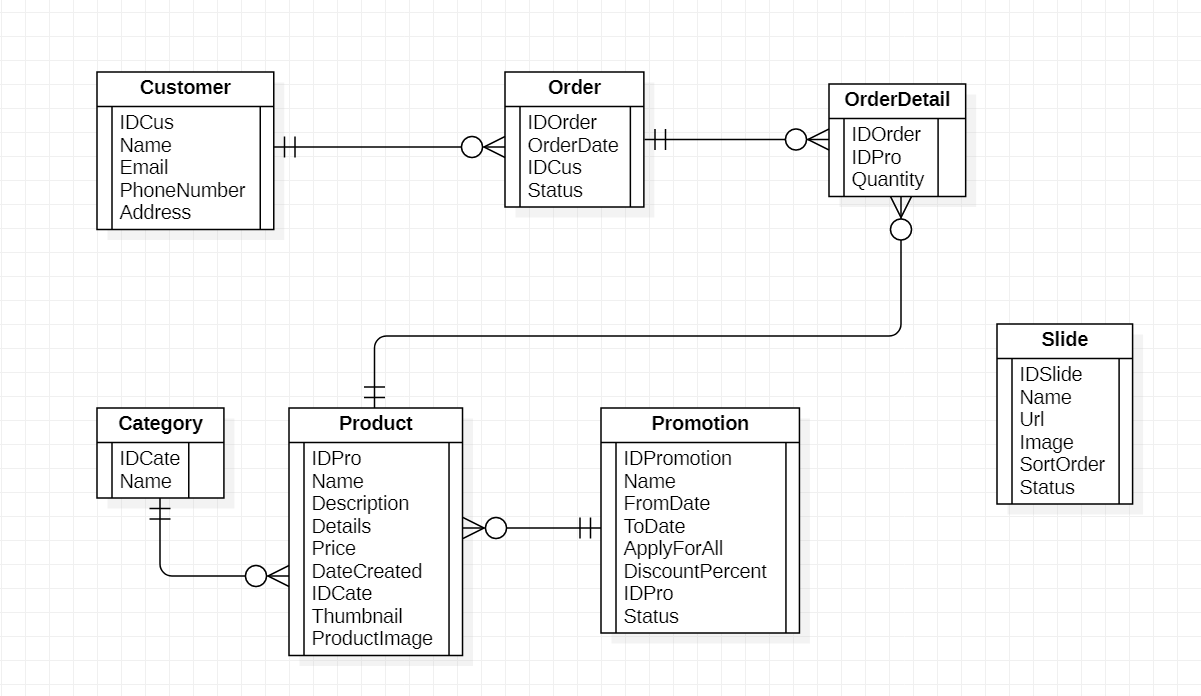 Customer
IDCus
Name
Email
PhoneNumber
Address
Order
IDOrder
OrderDate
IDCus
Status
OrderDetail
IDOrder
IDPro
Quantity
Slide
IDSlide
Name
Url
Image
SortOrder
Status
Category
IDCate
Name
Product
IDPro
Name
Description
Details
Price
DateCreated
IDCate
Thumbnail
ProductImage
Promotion
IDPromotion
Name
FromDate
ToDate
ApplyForAll
DiscountPercent
IDPro
Status